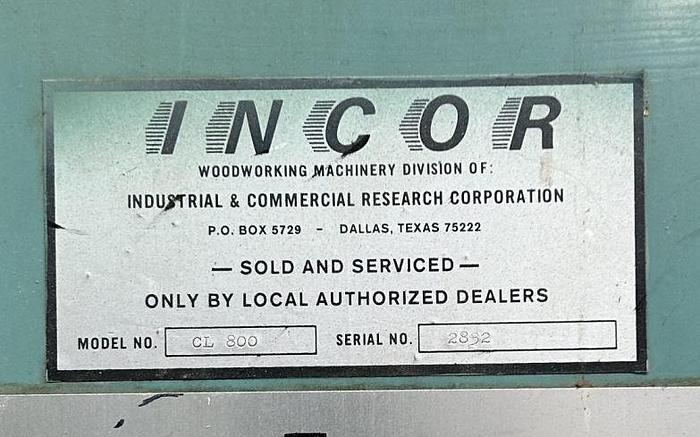 INCOR
WOODWORKING MACHINERY DIVISION OF:
INDUSTRIAL & COMMERCIAL RESEARCH CORPORATION
P.O. BOX 5729 - DALLAS, TEXAS 75222
— SOLD AND SERVICED —
ONLY BY LOCAL AUTHORIZED DEALERS
MODEL NO. CL 800 SERIAL NO.